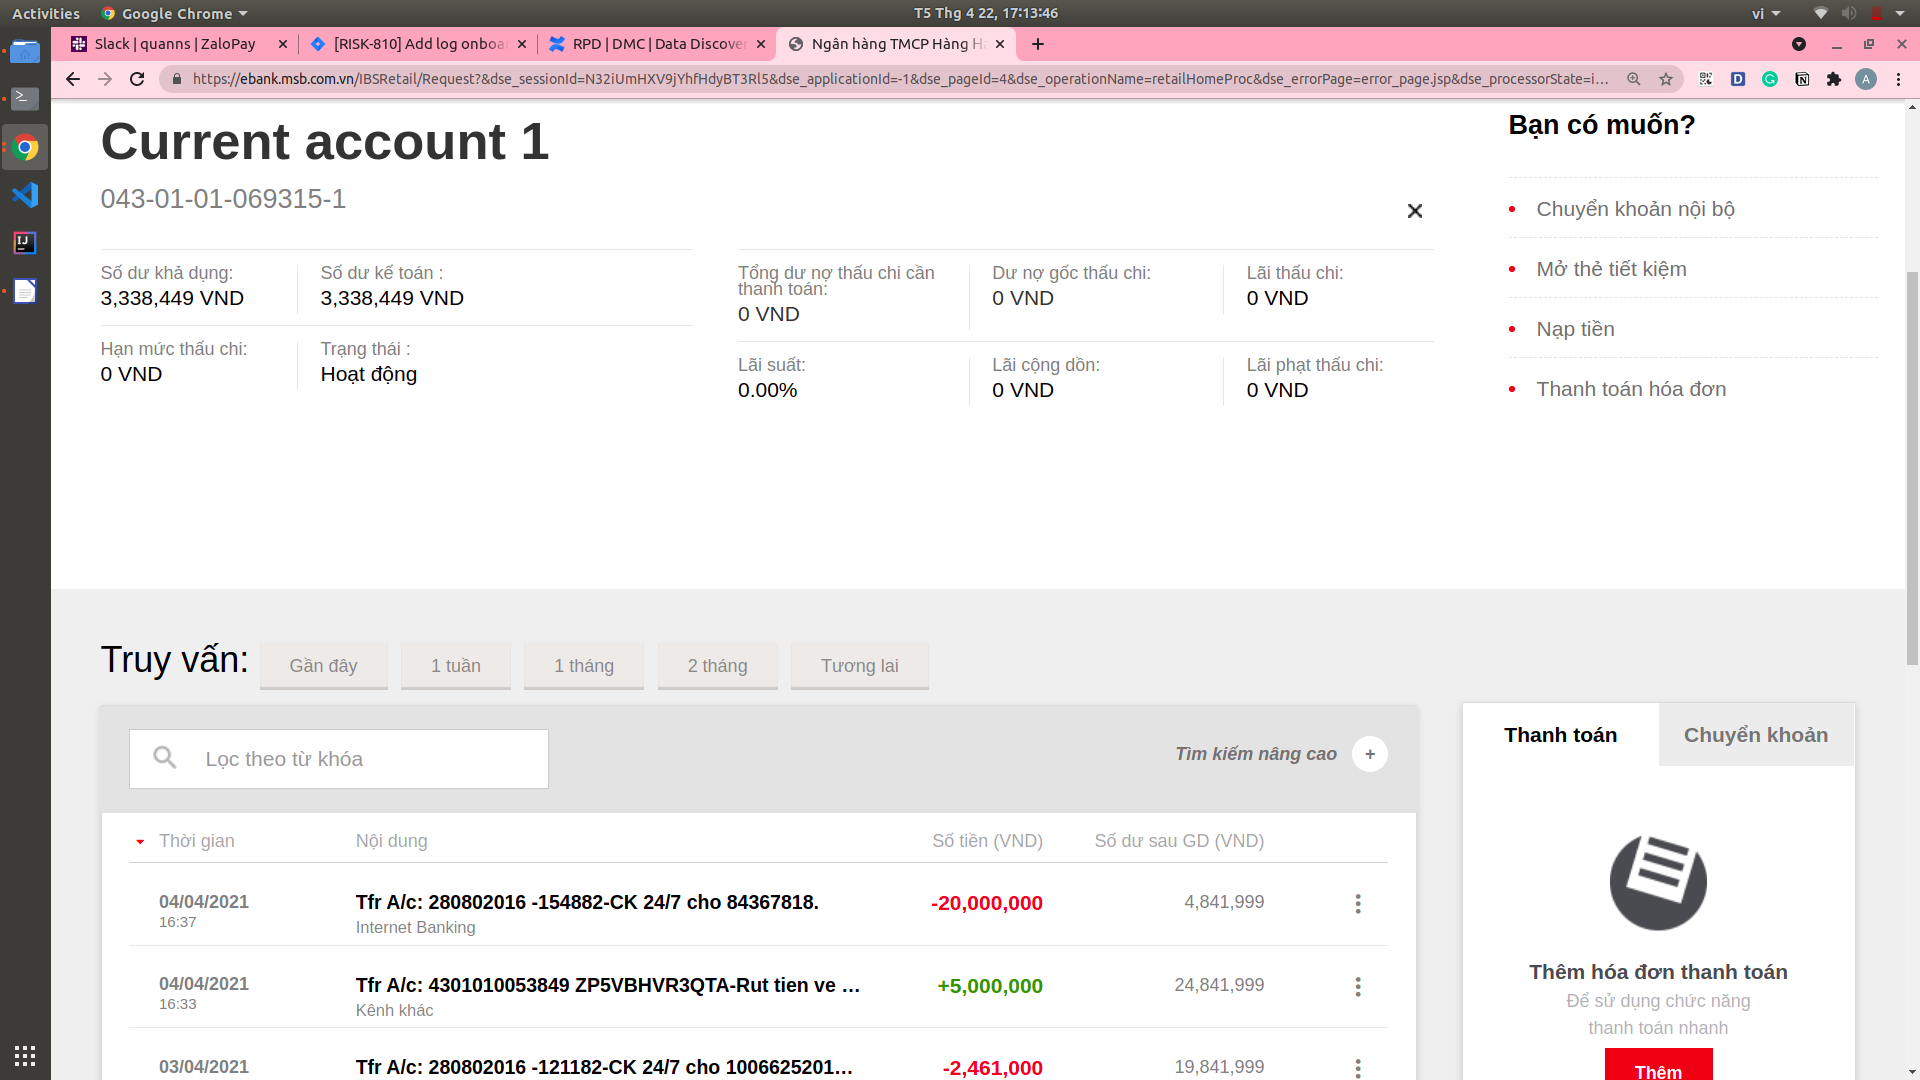 Activities
Google Chrome
T5 Thg 4 22, 17:13:46
vi
Slack | quanns | ZaloPay
[RISK-810] Add log onboar
RPD | DMC | Data Discover
Ngân hàng TMCP Hàng H
https://ebank.msb.com.vn/IBSRetail/Request?&dse_sessionId=N32iUmHXV9jYhfHdyBT3Rl5&dse_applicationId=-1&dse_pageId=4&dse_operationName=retailHomeProc&dse_errorPage=error_page.jsp&dse_processorState=i...
A
Current account 1
043-01-01-069315-1
Số dư khả dụng:
3,338,449 VND
Số dư kế toán :
3,338,449 VND
Hạn mức thấu chi:
0 VND
Trạng thái :
Hoạt động
Tổng dư nợ thấu chi cần
thanh toán:
0 VND
Dư nợ gốc thấu chi:
0 VND
Lãi thấu chi:
0 VND
Lãi suất:
0.00%
Lãi cộng dồn:
0 VND
Lãi phạt thấu chi:
0 VND
Bạn có muốn?
Chuyển khoản nội bộ
Mở thẻ tiết kiệm
Nạp tiền
Thanh toán hóa đơn
Truy vấn:
Gần đây
1 tuần
1 tháng
2 tháng
Tương lai
Lọc theo từ khóa
Tìm kiếm nâng cao
+
Thời gian
Nội dung
Số tiền (VND)
Số dư sau GD (VND)
04/04/2021
16:37
Tfr A/c: 280802016 -154882-CK 24/7 cho 84367818.
Internet Banking
-20,000,000
4,841,999
04/04/2021
16:33
Tfr A/c: 4301010053849 ZP5VBHVR3QTA-Rut tien ve ...
Kênh khác
+5,000,000
24,841,999
03/04/2021
Tfr A/c: 280802016 -121182-CK 24/7 cho 1006625201...
-2,461,000
19,841,999
Thanh toán
Chuyển khoản
Thêm hóa đơn thanh toán
Để sử dụng chức năng
thanh toán nhanh
Thêm